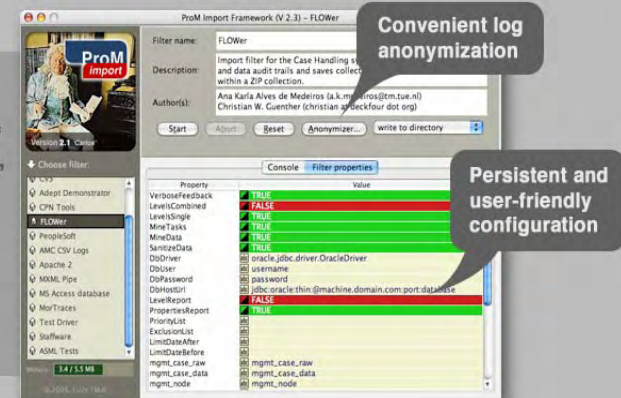 ProM Import Framework (V 2.3) – FLOWer
Convenient log
anonymization
ProM
import
Version 2.1
Filter name: FLOWer
Description: Import filter for the Case Handling
and data audit trails and saves
within a ZIP collection.
Author(s): Ana Karla Alves de Medeiros
Christian W. Guenther (christian at deckfour dot org)
Start Abort Reset Anonymizer... write to directory
Choose filter:
CVS
Adept Demonstrator
CPN Tools
FLOWer
PeopleSoft
AMC CSV Logs
Apache 2
MXML Pipe
MS Access database
MorTraces
Test Driver
Staffware
ASML Tests
3.4 / 5.5 MB
Console Filter properties
Property Value
VerboseFeedback TRUE
LevelsCombined FALSE
LevelsSingle TRUE
MineTasks TRUE
MineData TRUE
SanitizeData TRUE
DbDriver oracle.jdbc.driver.OracleDriver
DbUser username
DbPassword password
DbHostUrl jdbc:oracle:thin:@machine.domain.com:port:database
LevelReport FALSE
PropertiesReport TRUE
PriorityList
ExclusionList
LimitDateAfter
LimitDateBefore
mgmt_case_raw mgmt_case_raw
mgmt_case_data mgmt_case_data
mgmt_node mgmt_node
Persistent and
user-friendly
configuration